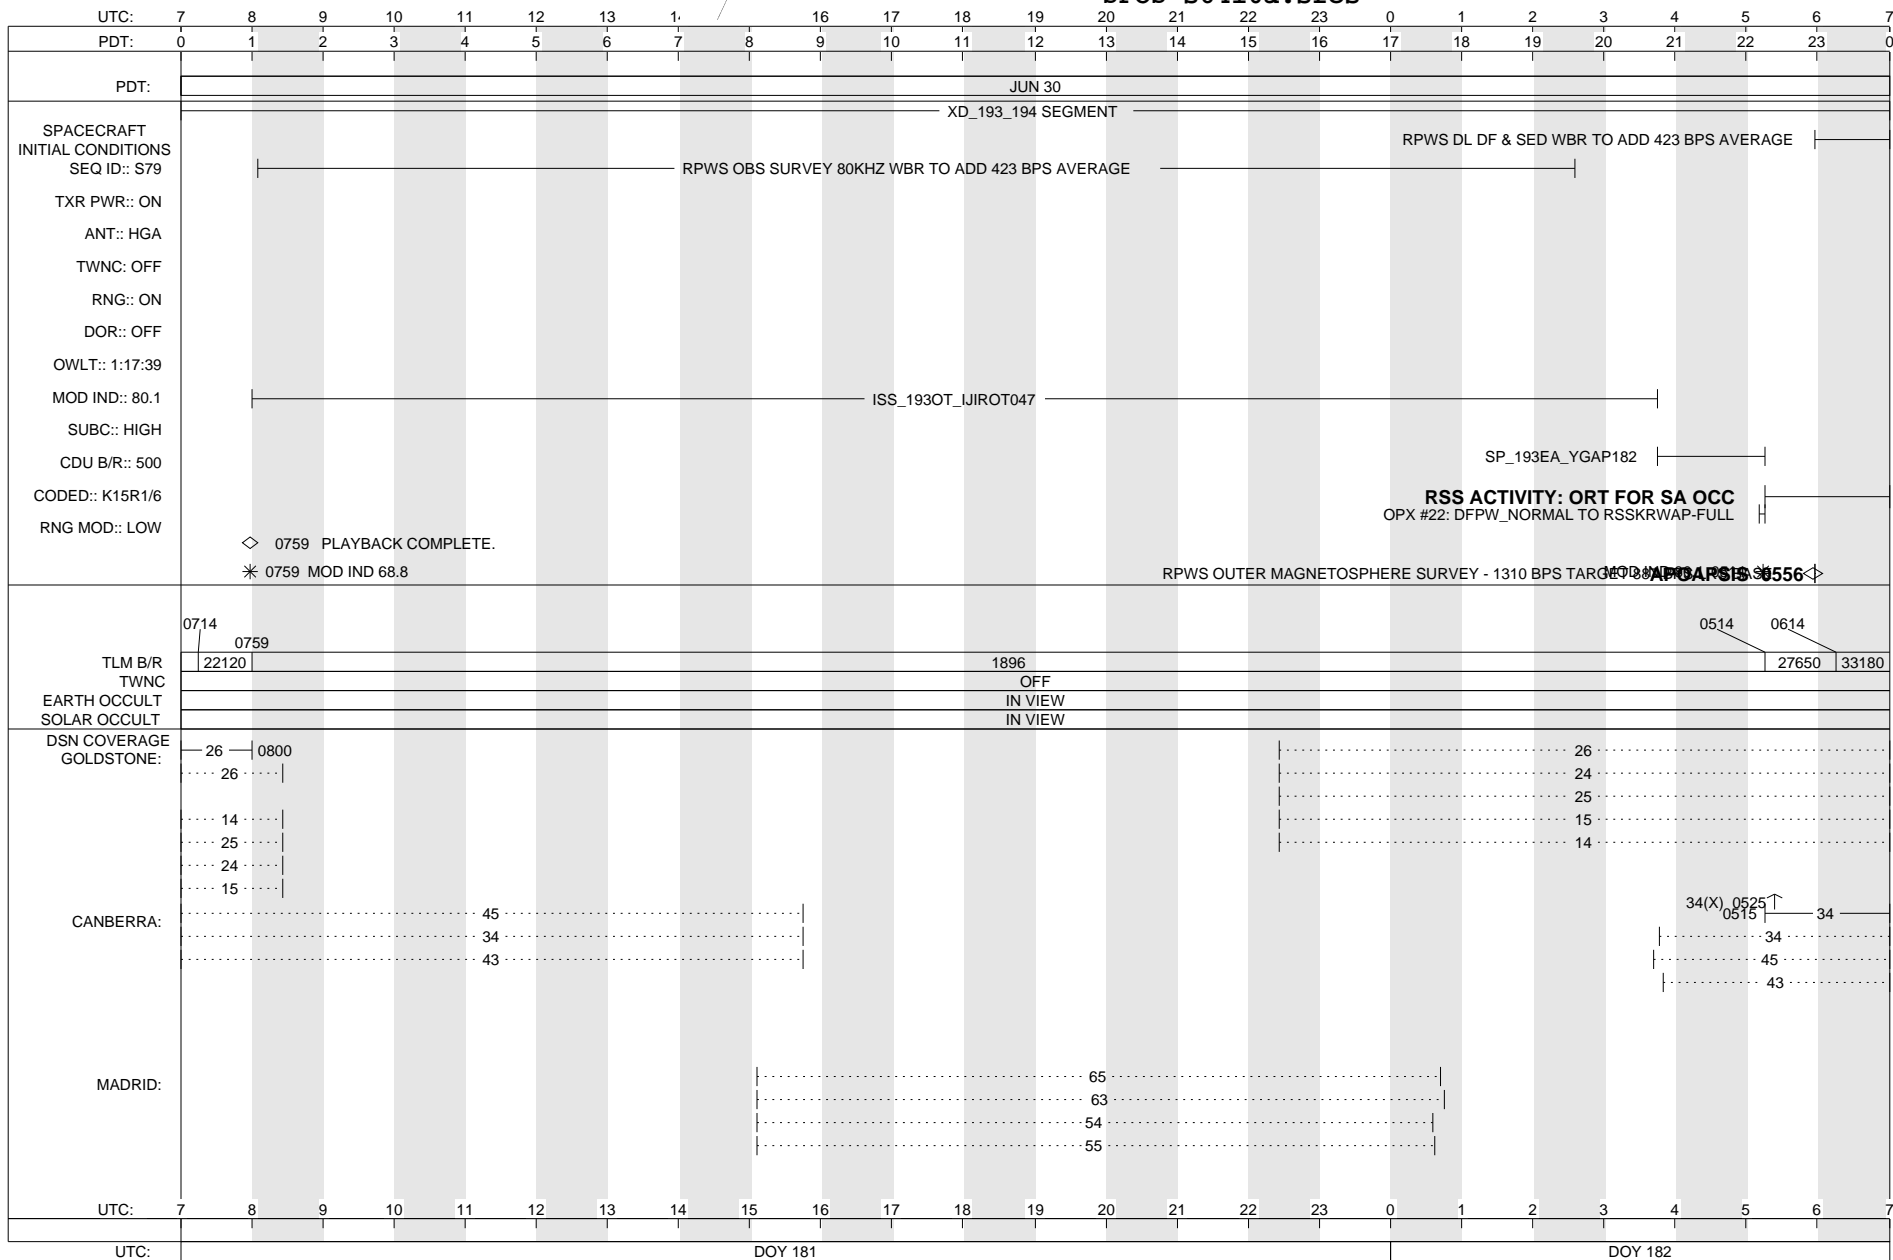 UTC: 7 8 9 10 11 12 13 16 17 18 19 20 21 22 23 0 1 2 3 4 5 6 7
PDT: 0 1 2 3 4 5 6 7 8 9 10 11 12 13 14 15 16 17 18 19 20 21 22 23 0
PDT: JUN 30
XD_193_194 SEGMENT
SPACECRAFT
INITIAL CONDITIONS
RPWS DL DF & SED WBR TO ADD 423 BPS AVERAGE
SEQ ID:: S79
RPWS OBS SURVEY 80KHZ WBR TO ADD 423 BPS AVERAGE
TXR PWR:: ON
ANT:: HGA
TWNC: OFF
RNG:: ON
DOR:: OFF
OWLT:: 1:17:39
MOD IND:: 80.1
ISS_193OT_IJIROT047
SUBC:: HIGH
CDU B/R:: 500
SP_193EA_YGAP182
CODED:: K15R1/6
RSS ACTIVITY: ORT FOR SA OCC
OPX #22: DFPW_NORMAL TO RSSKRWAP-FULL
RNG MOD:: LOW
0759 PLAYBACK COMPLETE.
0759 MOD IND 68.8
RPWS OUTER MAGNETOSPHERE SURVEY - 1310 BPS TARGET
APOAPSIS 0556
0714
0759
0514 0614
TLM B/R 22120 1896 27650 33180
TWNC OFF
EARTH OCCULT IN VIEW
SOLAR OCCULT IN VIEW
DSN COVERAGE
GOLDSTONE:
26 0800 26
26 24
25
14 15
25 14
24
15
CANBERRA:
34(X) 0525
45 0515 34
34 34
43 45
43
MADRID:
65
63
54
55
UTC: 7 8 9 10 11 12 13 14 15 16 17 18 19 20 21 22 23 0 1 2 3 4 5 6 7
UTC: DOY 181 DOY 182